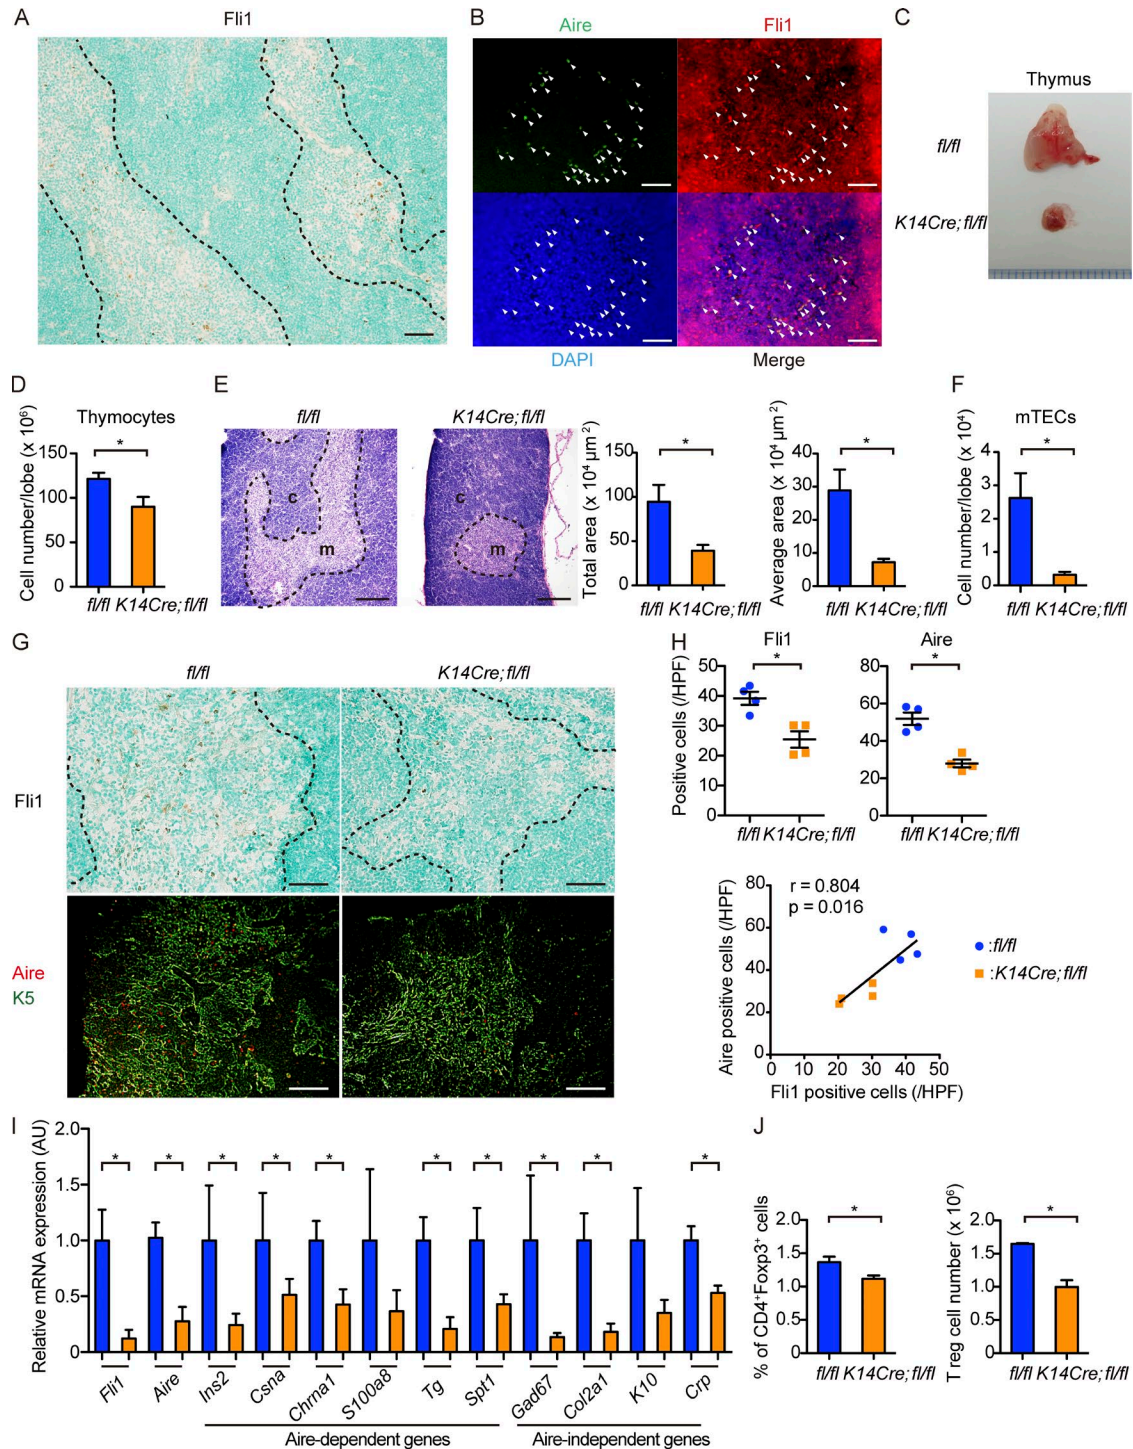 A
Fli1
B
Aire
Fli1
DAPI
Merge
C
Thymus
fl/fl
K14Cre;fl/fl
D
Thymocytes
*
Cell number/lobe (x 10⁶)
150
100
50
0
fl/fl K14Cre;fl/fl
E
fl/fl
K14Cre;fl/fl
c
m
c
m
Total area (x 10⁴ μm⁻²)
150
100
50
0
*
fl/fl K14Cre;fl/fl
Average area (x 10⁴ μm⁻²)
40
30
20
10
0
*
fl/fl K14Cre;fl/fl
F
mTECs
Cell number/lobe (x 10⁴)
4
3
2
1
0
*
fl/fl K14Cre;fl/fl
G
fl/fl
K14Cre;fl/fl
Fli1
Aire
K5
H
Fli1
Positive cells (/HPF)
50
40
30
20
10
0
*
fl/fl K14Cre;fl/fl
Aire
80
60
40
20
0
*
fl/fl K14Cre;fl/fl
Aire positive cells (/HPF)
80
60
40
20
0
r = 0.804
p = 0.016
:fl/fl
:K14Cre;fl/fl
0 10 20 30 40 50
Fli1 positive cells (/HPF)
I
Relative mRNA expression (AU)
2.0
1.5
1.0
0.5
0
* * * * * * * * * *
Fli1 Aire Ins2 Csna Chrna1 S100a8 Tg Spt1 Gad67 Col2a1 K10 Crp
Aire-dependent genes
Aire-independent genes
J
% of CD4⁺Foxp3⁺ cells
2.0
1.5
1.0
0.5
0
*
fl/fl K14Cre;fl/fl
Treg cell number (x 10⁶)
2.0
1.5
1.0
0.5
0
*
fl/fl K14Cre;fl/fl